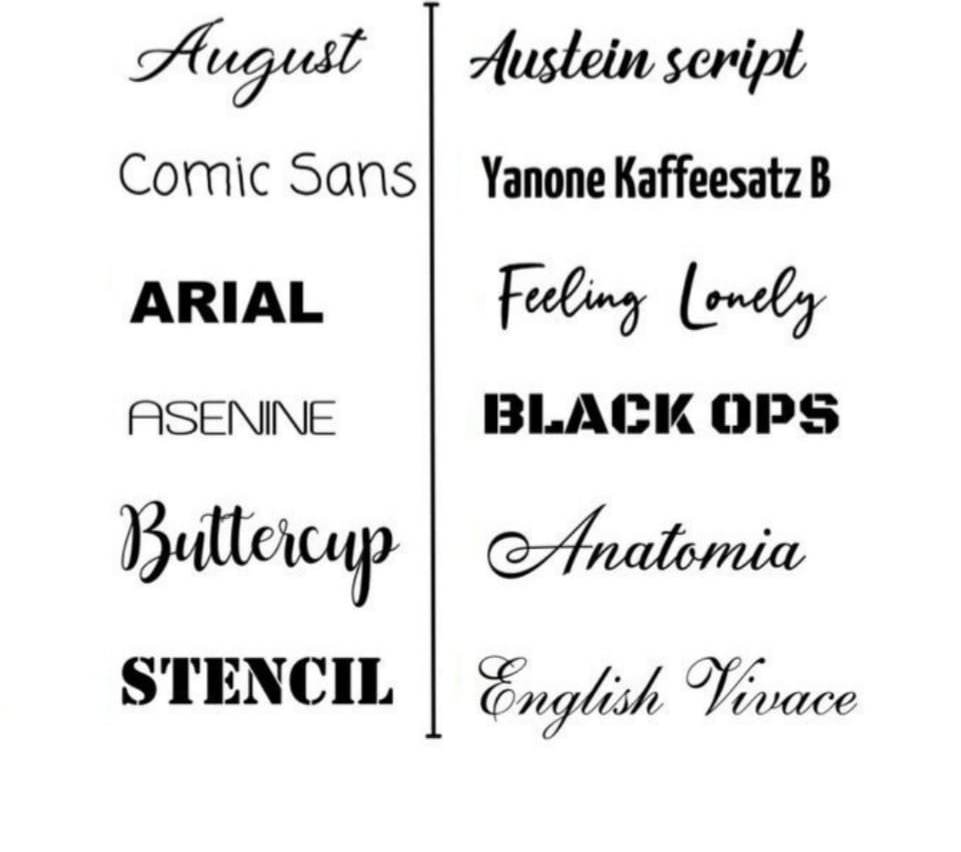 August
Comic Sans
ARIAL
ASENINE
Buttercup
STENCIL
Austein script
Yanone Kaffeesatz B
Feeling Lonely
BLACK OPS
Anatomia
English Vivace